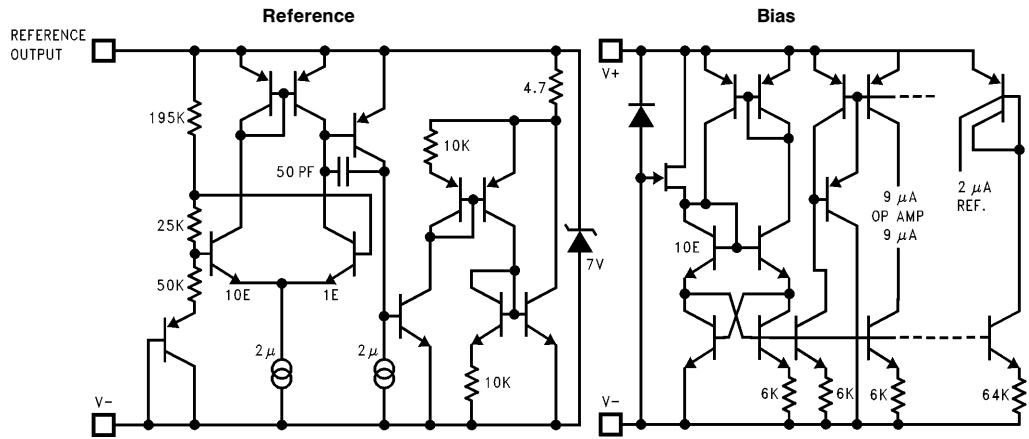 Reference
Bias
REFERENCE
OUTPUT
V+
4.7
195K
10K
50 PF
9 μA
OP AMP
9 μA
2 μA
REF.
25K
10E
7V
50K
10E
1E
2μ
2μ
10K
6K
6K
6K
64K
V-
V-